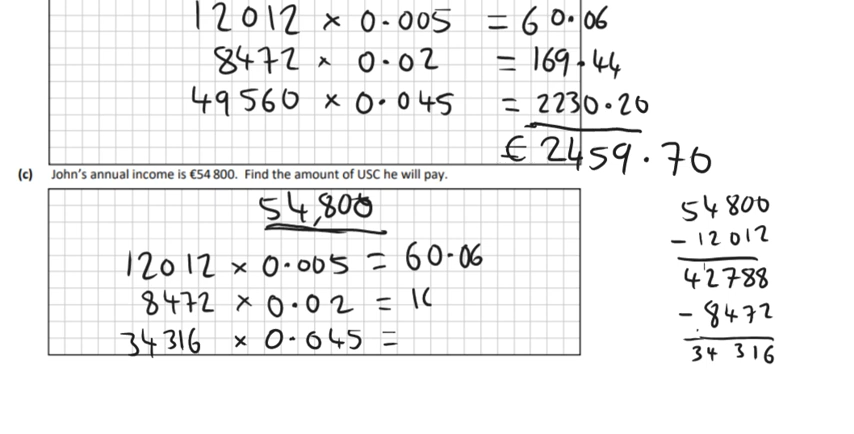 12012 × 0.005 = 60.06
8472 × 0.02 = 169.44
49560 × 0.045 = 2230.20
€ 2459.70
(c) John's annual income is €54 800. Find the amount of USC he will pay.
54,800
12012 × 0.005 = 60.06
8472 × 0.02 = 1
34316 × 0.045 =
54800
- 12012
42788
- 8472
34 316